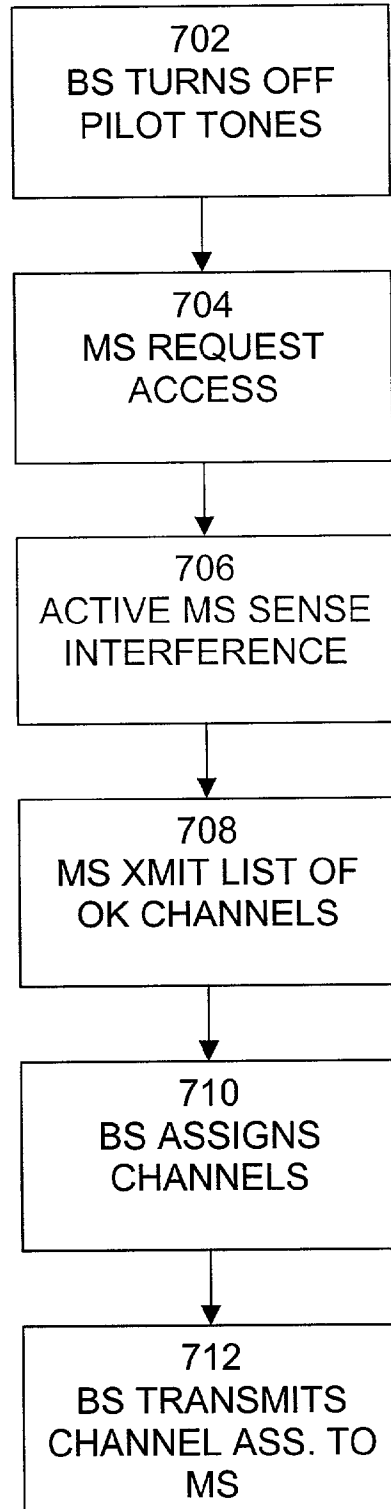 702
BS TURNS OFF
PILOT TONES
704
MS REQUEST
ACCESS
706
ACTIVE MS SENSE
INTERFERENCE
708
MS XMIT LIST OF
OK CHANNELS
710
BS ASSIGNS
CHANNELS
712
BS TRANSMITS
CHANNEL ASS. TO
MS